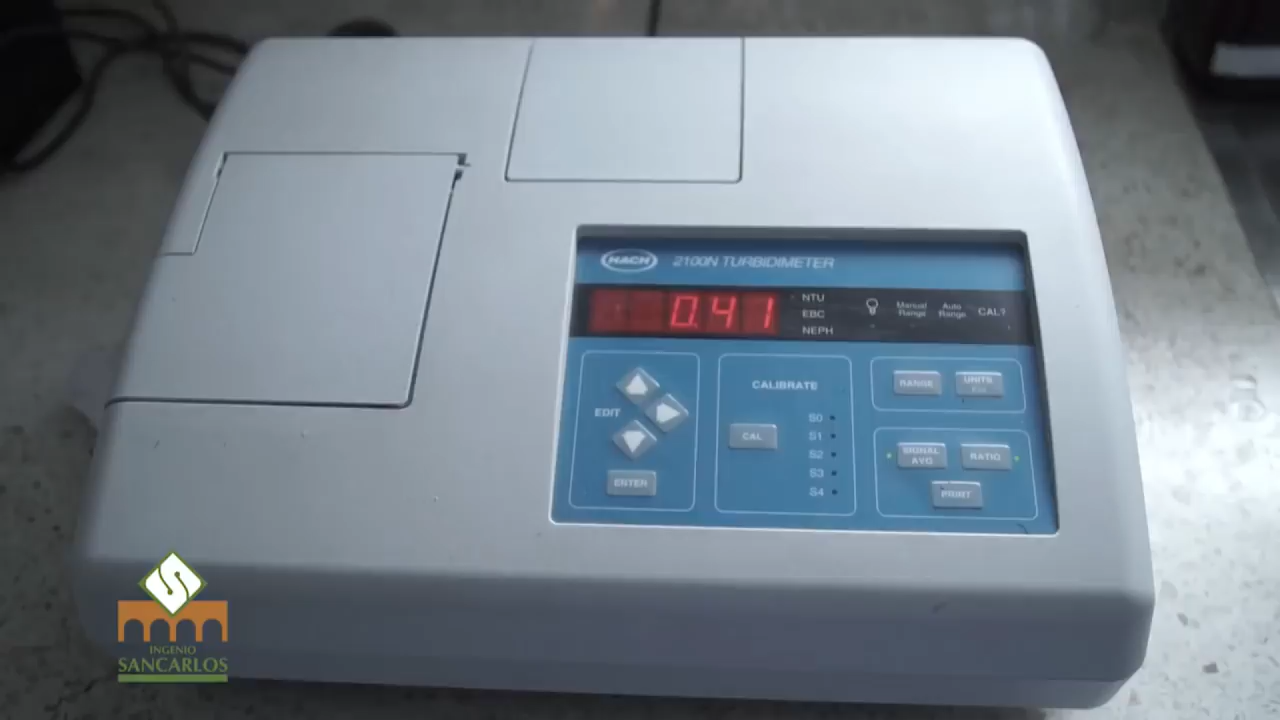 HACH 2100N TURBIDIMETER
0.41
NTU
EBC
NEPH
Manual Range
Auto Range
CAL?
EDIT
ENTER
CALIBRATE
CAL
S0
S1
S2
S3
S4
RANGE
UNITS
SIGNAL AVG
RATIO
PRINT
INGENIO
SANCARLOS